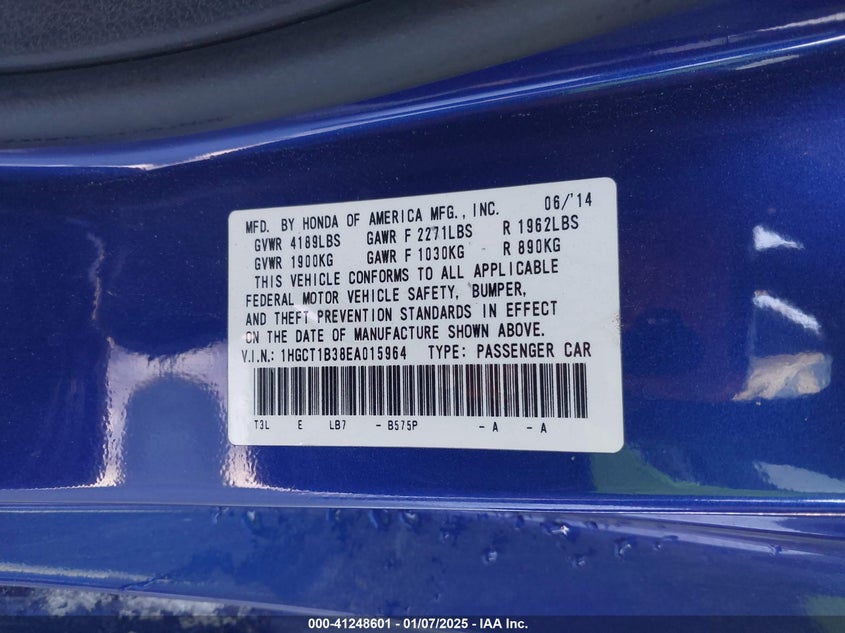 MFD. BY HONDA OF AMERICA MFG., INC. 06/'14
GVWR 4189LBS GAWR F 2271LBS R 1962LBS
GVWR 1900KG GAWR F 1030KG R 890KG
THIS VEHICLE CONFORMS TO ALL APPLICABLE
FEDERAL MOTOR VEHICLE SAFETY, BUMPER,
AND THEFT PREVENTION STANDARDS IN EFFECT
ON THE DATE OF MANUFACTURE SHOWN ABOVE.
V.I.N.: 1HGCT1B38EA015964 TYPE: PASSENGER CAR
T3L E LB7 - B575P - A - A
000-41248601 - 01/07/2025 - IAA Inc.